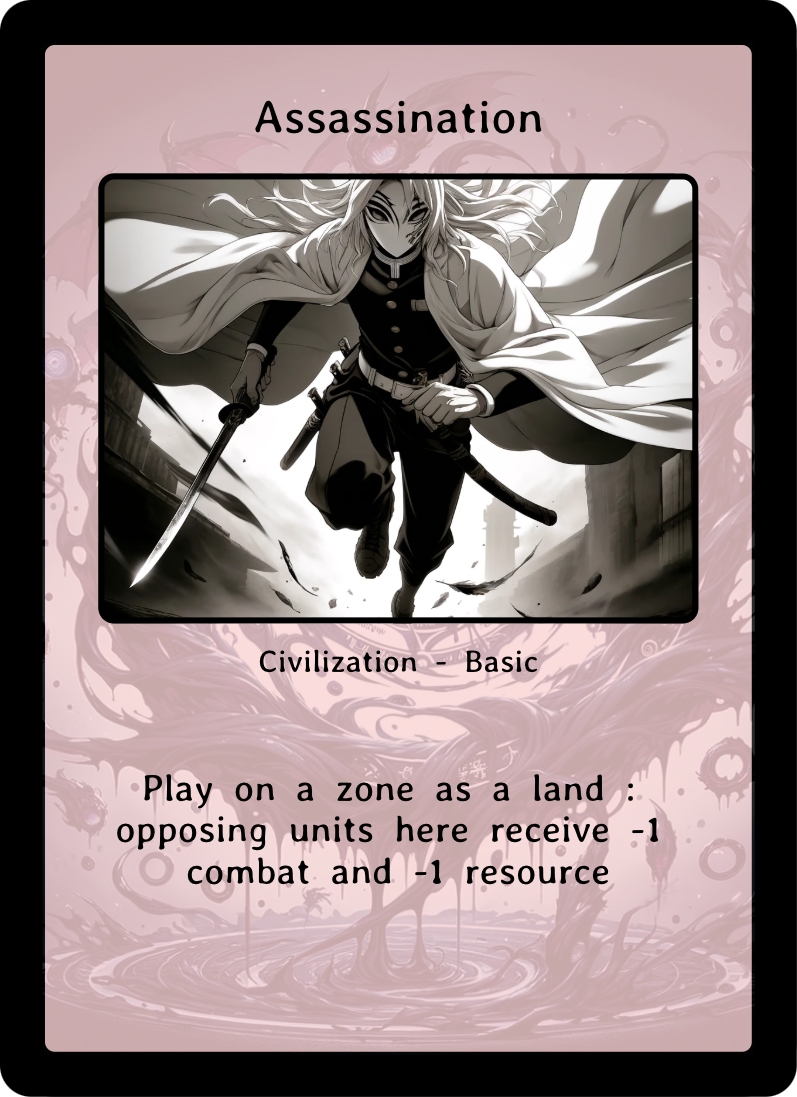 Assassination
Civilization - Basic
Play on a zone as a land :
opposing units here receive -1
combat and -1 resource